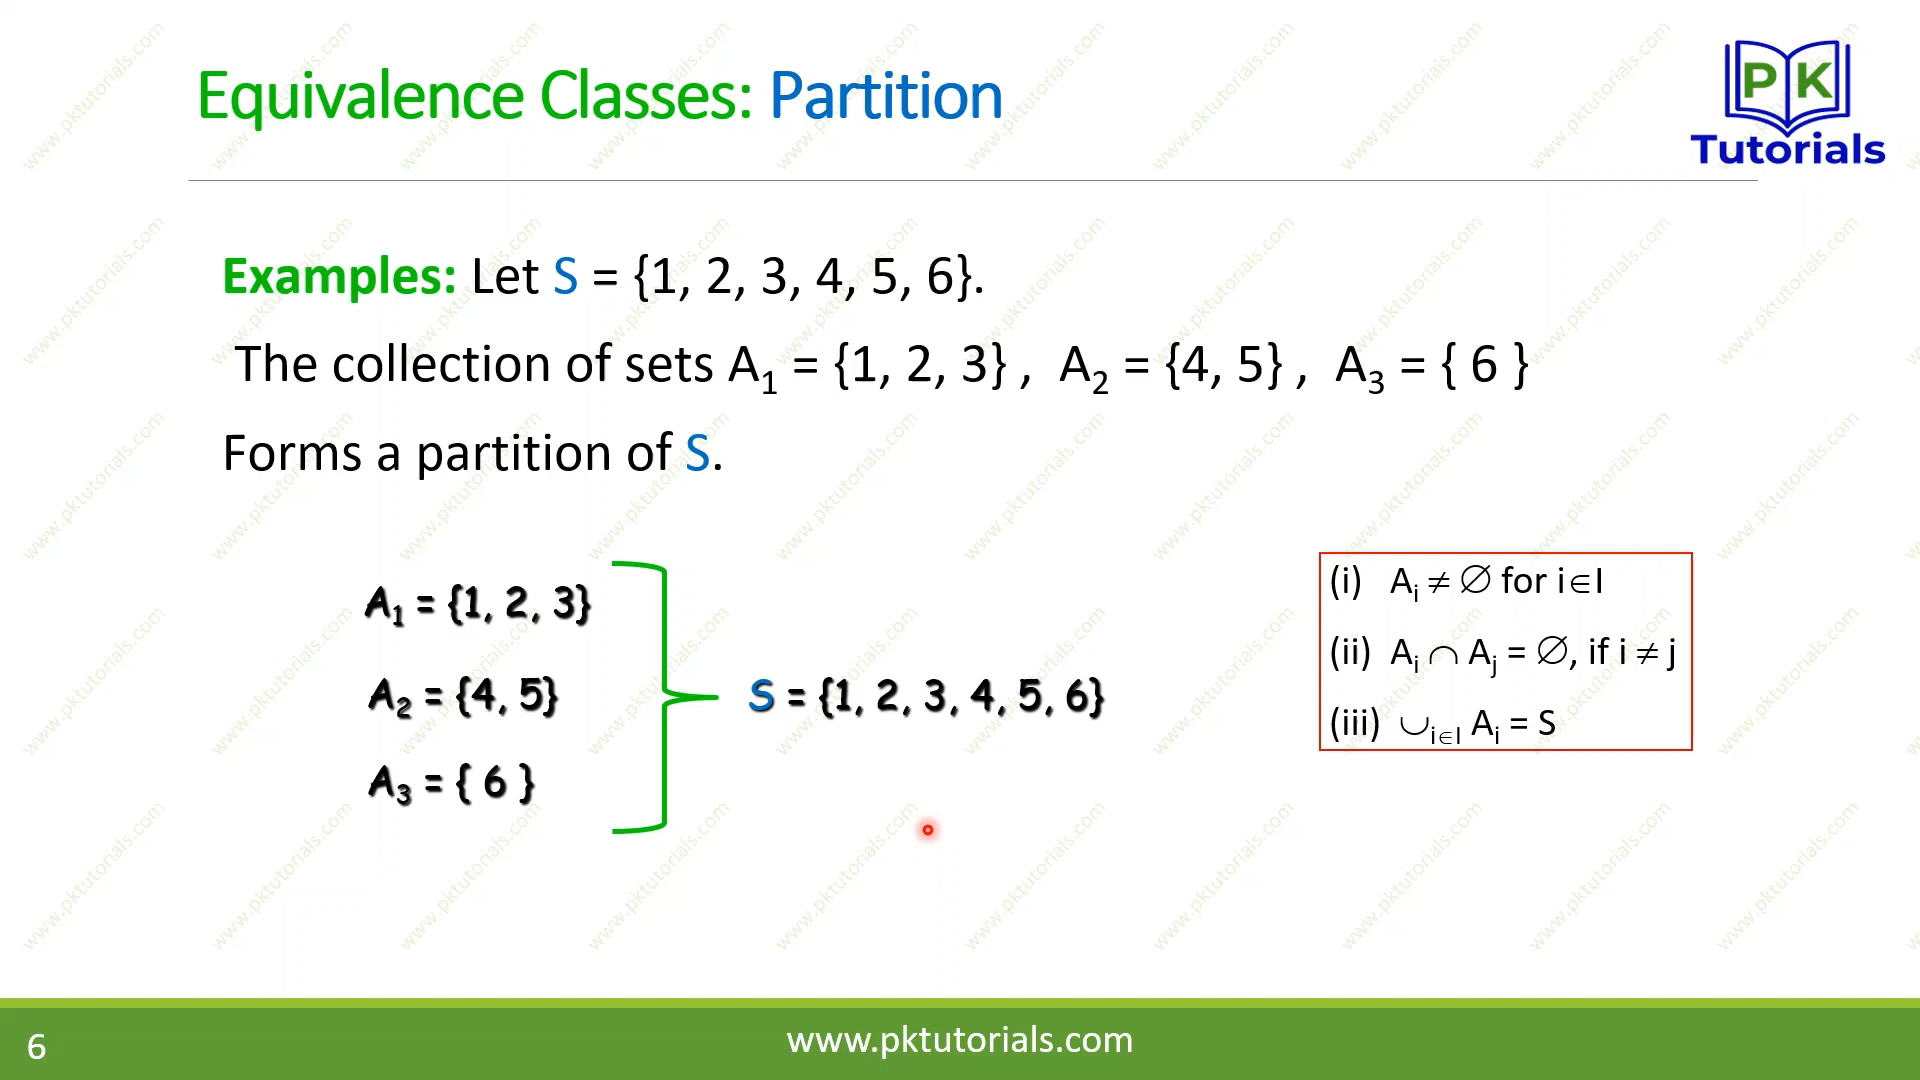 Equivalence Classes: Partition
PK
Tutorials
Examples: Let S = {1, 2, 3, 4, 5, 6}.
The collection of sets A₁ = {1, 2, 3} , A₂ = {4, 5} , A₃ = { 6 }
Forms a partition of S.
A₁ = {1, 2, 3}
A₂ = {4, 5}
A₃ = { 6 }
S = {1, 2, 3, 4, 5, 6}
(i) Aᵢ ≠ ∅ for i∈I
(ii) Aᵢ ∩ Aⱼ = ∅, if i ≠ j
(iii) ∪i∈I Aᵢ = S
6
www.pktutorials.com